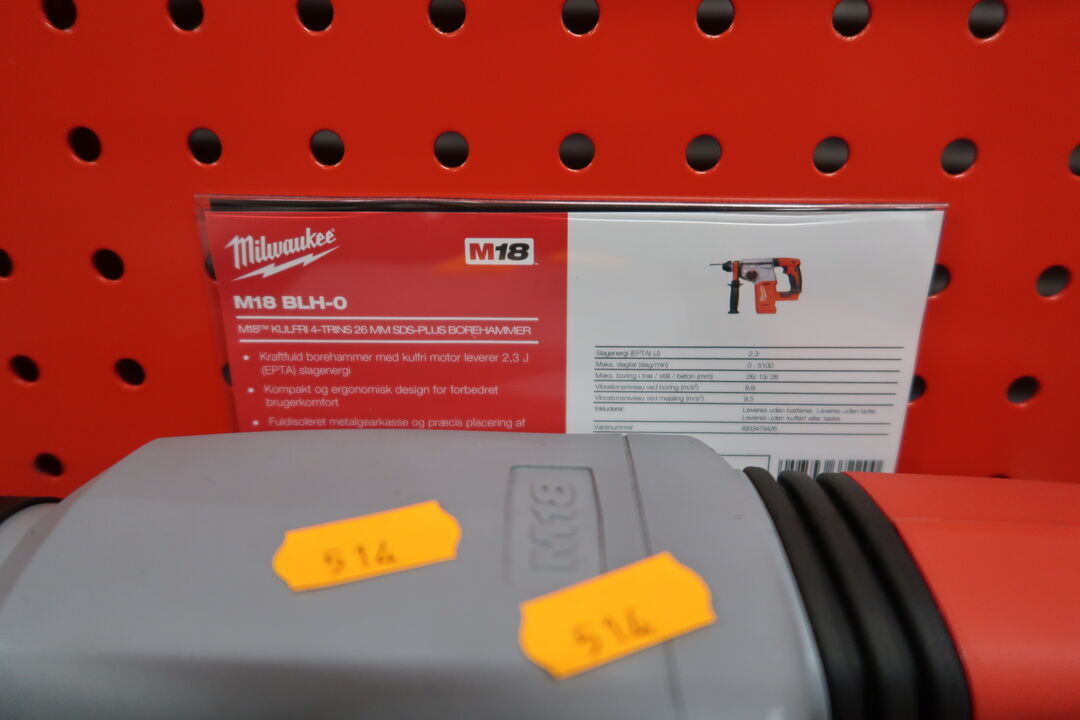 Milwaukee
M18
M18 BLH-0
M18™ KULFRI 4-TRINS 26 MM SDS-PLUS BOREHAMMER
• Kraftfuld borehammer med kulfri motor leverer 2,3 J
(EPTA) slagenergi
• Kompakt og ergonomisk design for forbedret
brugerkomfort
• Fuldisoleret metalgearkasse og præcis placering af
Slagenergi (EPTA) (J) 2.3
Maks. slagtal (slag/min) 0 - 5100
Maks. boring i træ / stål / beton (mm) 26/ 13/ 26
Vibrationsniveau ved boring (m/s²) 8.9
Vibrationsniveau ved mejsling (m/s²) 9.5
Inkluderet Leveres uden batterier, Leveres uden lader,
Leveres uden kuffert eller taske.
Varenummer 4933479426
M18